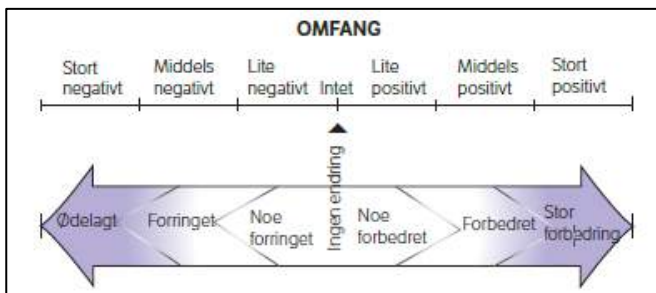 OMFANG
Stort Middels Lite Lite Middels Stort
negativt negativt negativt Intet positivt positivt positivt
Ingen endring
Ødelagt Forringet Noe Noe Forbedret Stor
forringet forbedret forbedring